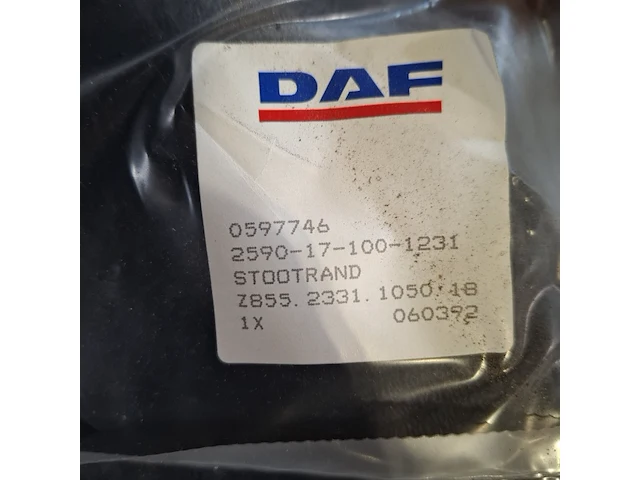 DAF
0597746
2590-17-100-1231
STOOTRAND
Z855.2331.1050.18
1X 060392